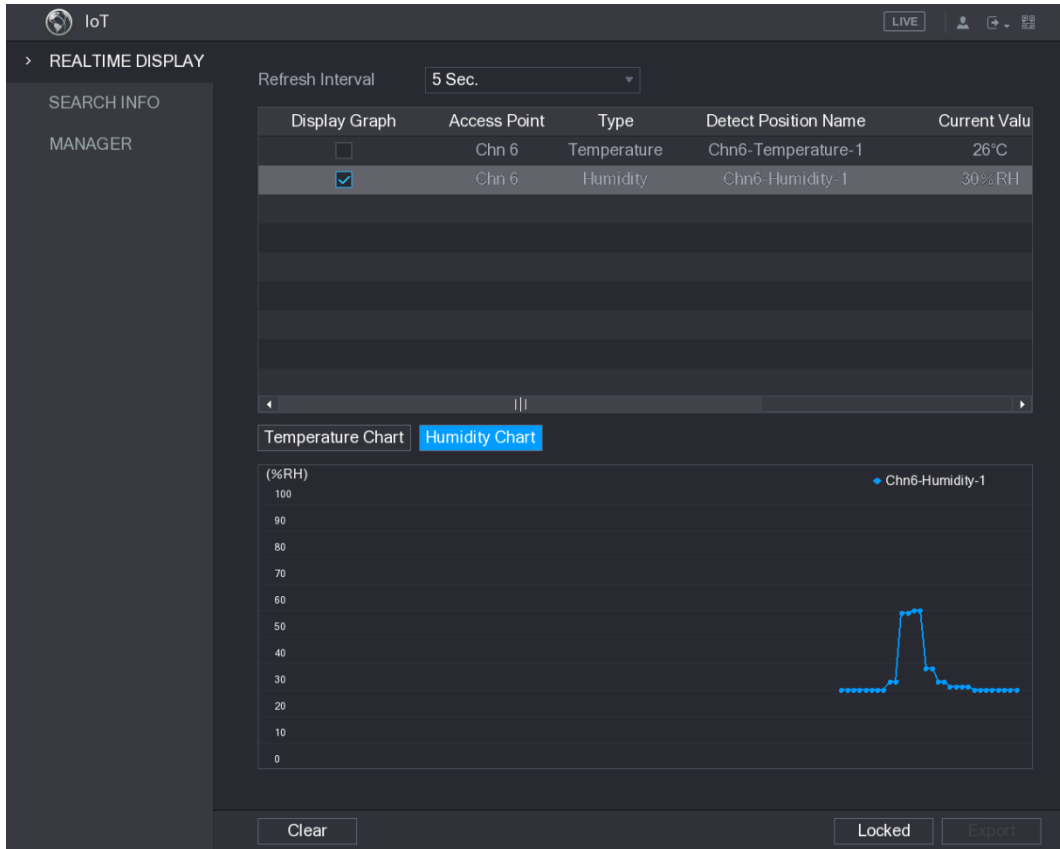 IoT
LIVE
REALTIME DISPLAY
SEARCH INFO
MANAGER
Refresh Interval 5 Sec.
Display Graph Access Point Type Detect Position Name Current Valu
Chn 6 Temperature Chn6-Temperature-1 26°C
Chn 6 Humidity Chn6-Humidity-1 30%RH
Temperature Chart Humidity Chart
(%RH)
Chn6-Humidity-1
100
90
80
70
60
50
40
30
20
10
0
Clear Locked Export